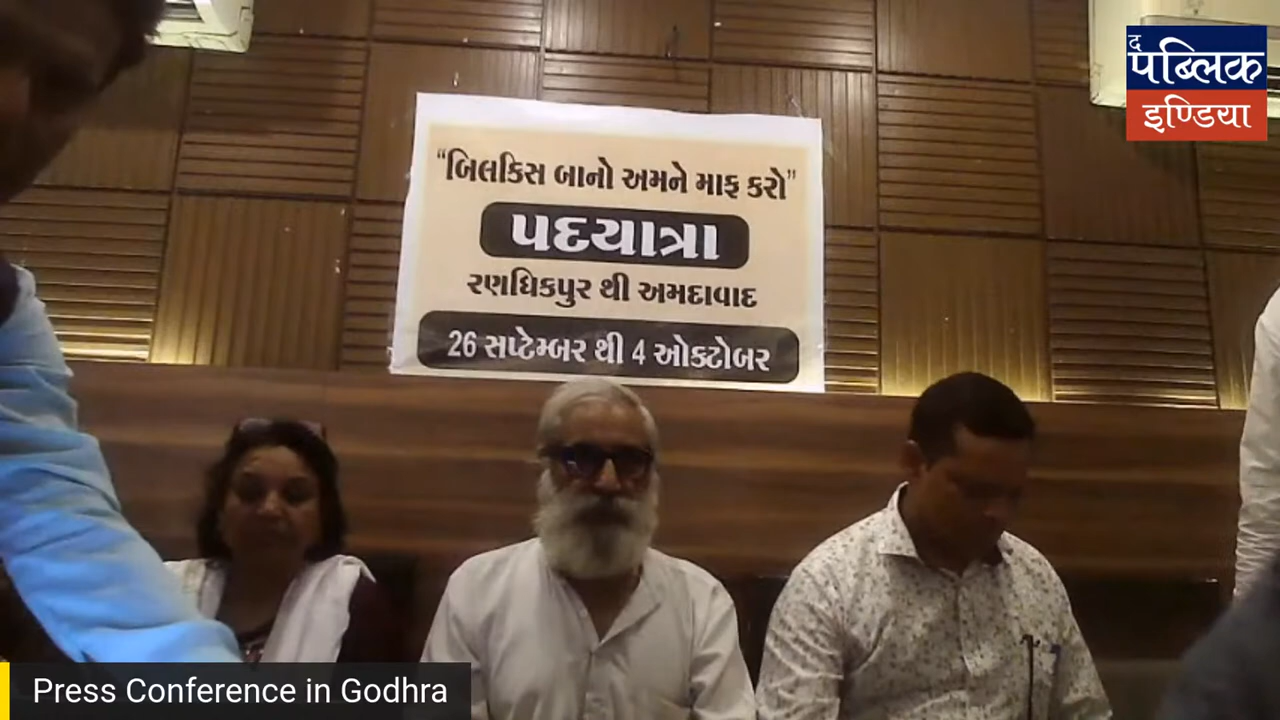 द
पब्लिक
इण्डिया
“બિલકિસ બાનો અમને માફ કરો”
પદયાત્રા
રણધિકપુર થી અમદાવાદ
26 સપ્ટેમ્બર થી 4 ઓક્ટોબર
Press Conference in Godhra